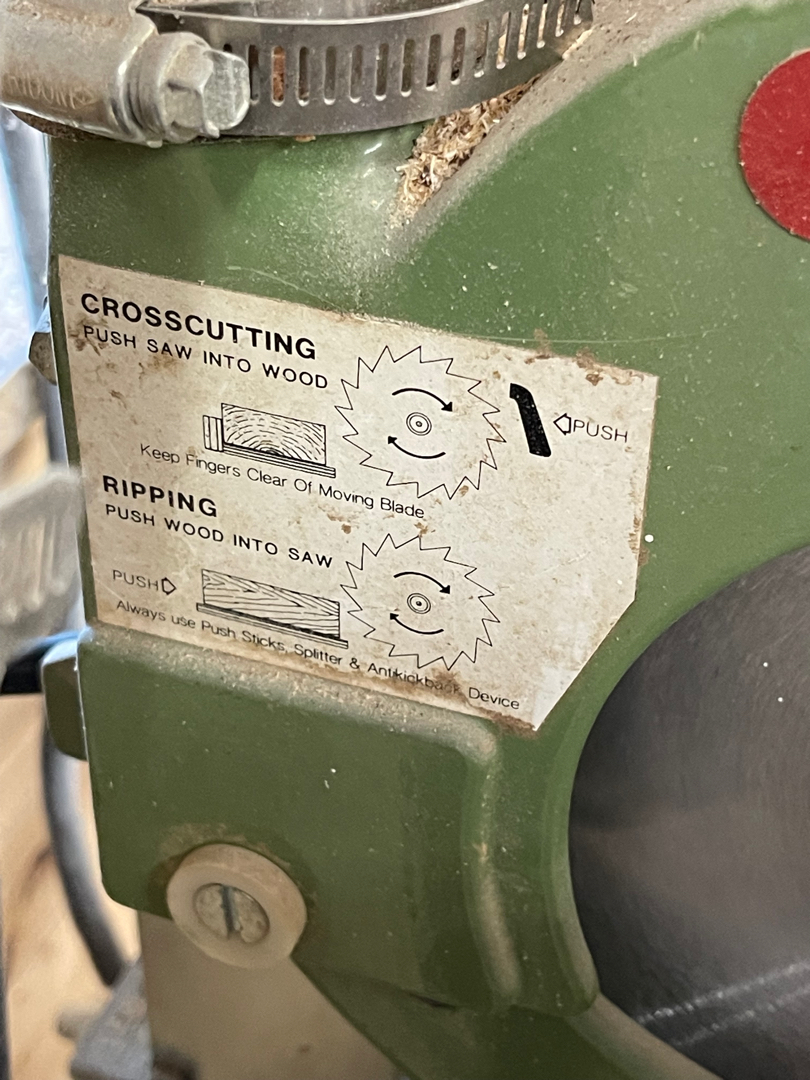 CROSSCUTTING
PUSH SAW INTO WOOD
PUSH
Keep Fingers Clear Of Moving Blade
RIPPING
PUSH WOOD INTO SAW
PUSH
Always use Push Sticks, Splitter & Antikickback Device